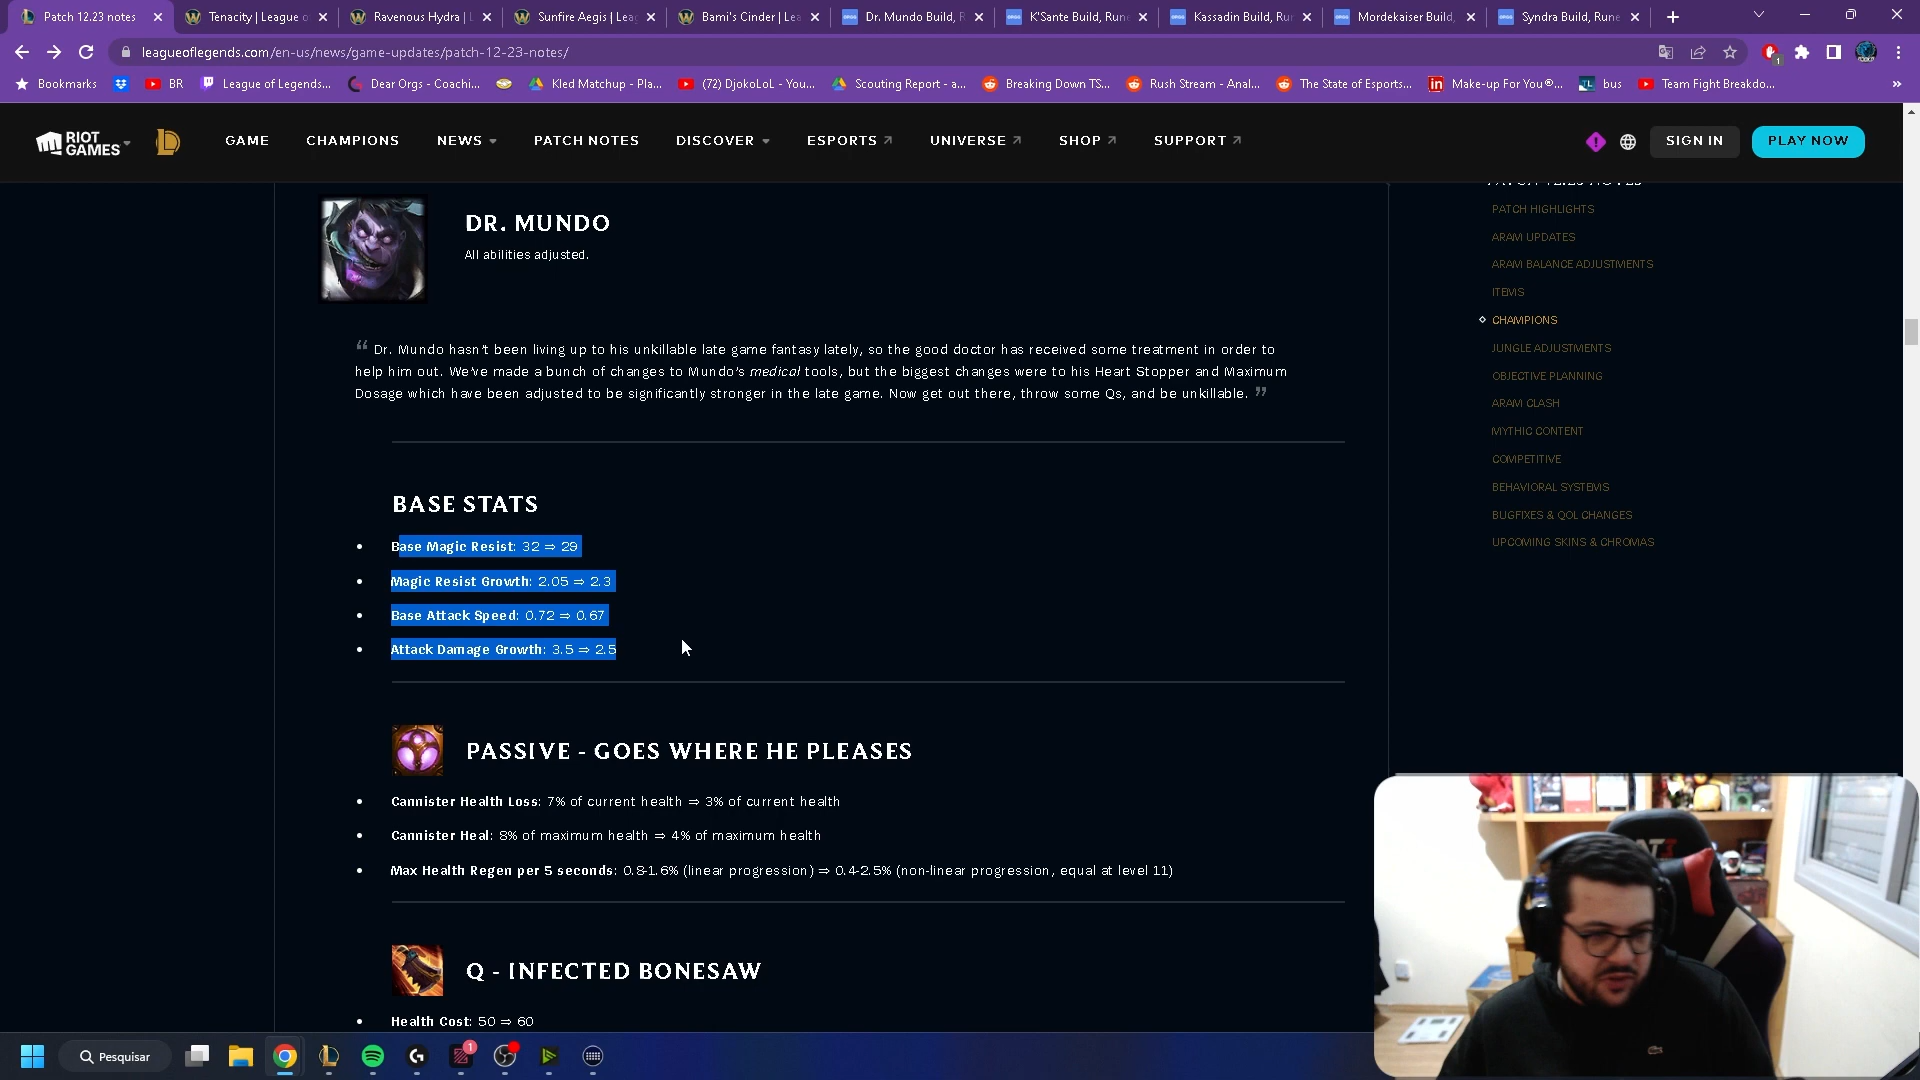 Patch 12.23 notes
Tenacity | League o
Ravenous Hydra | L
Sunfire Aegis | Lea
Bami's Cinder | Lea
Dr. Mundo Build, R
K'Sante Build, Rune
Kassadin Build, Ru
Mordekaiser Build,
Syndra Build, Rune
leagueoflegends.com/en-us/news/game-updates/patch-12-23-notes/
Bookmarks
BR
League of Legends...
Dear Orgs - Coachi...
Kled Matchup - Pla...
(72) DjokoLoL - You...
Scouting Report - a...
Breaking Down TS...
Rush Stream - Anal...
The State of Esports...
Make-up For You®...
bus
Team Fight Breakdo...
RIOT GAMES
GAME
CHAMPIONS
NEWS
PATCH NOTES
DISCOVER
ESPORTS
UNIVERSE
SHOP
SUPPORT
SIGN IN
PLAY NOW
DR. MUNDO
All abilities adjusted.
“ Dr. Mundo hasn’t been living up to his unkillable late game fantasy lately, so the good doctor has received some treatment in order to
help him out. We’ve made a bunch of changes to Mundo’s medical tools, but the biggest changes were to his Heart Stopper and Maximum
Dosage which have been adjusted to be significantly stronger in the late game. Now get out there, throw some Qs, and be unkillable. ”
BASE STATS
• Base Magic Resist: 32 ⇒ 29
• Magic Resist Growth: 2.05 ⇒ 2.3
• Base Attack Speed: 0.72 ⇒ 0.67
• Attack Damage Growth: 3.5 ⇒ 2.5
PASSIVE - GOES WHERE HE PLEASES
• Cannister Health Loss: 7% of current health ⇒ 3% of current health
• Cannister Heal: 8% of maximum health ⇒ 4% of maximum health
• Max Health Regen per 5 seconds: 0.8-1.6% (linear progression) ⇒ 0.4-2.5% (non-linear progression, equal at level 11)
Q - INFECTED BONESAW
• Health Cost: 50 ⇒ 60
PATCH 12.23 NOTES
PATCH HIGHLIGHTS
ARAM UPDATES
ARAM BALANCE ADJUSTMENTS
ITEMS
CHAMPIONS
JUNGLE ADJUSTMENTS
OBJECTIVE PLANNING
ARAM CLASH
MYTHIC CONTENT
COMPETITIVE
BEHAVIORAL SYSTEMS
BUGFIXES & QOL CHANGES
UPCOMING SKINS & CHROMAS
Pesquisar